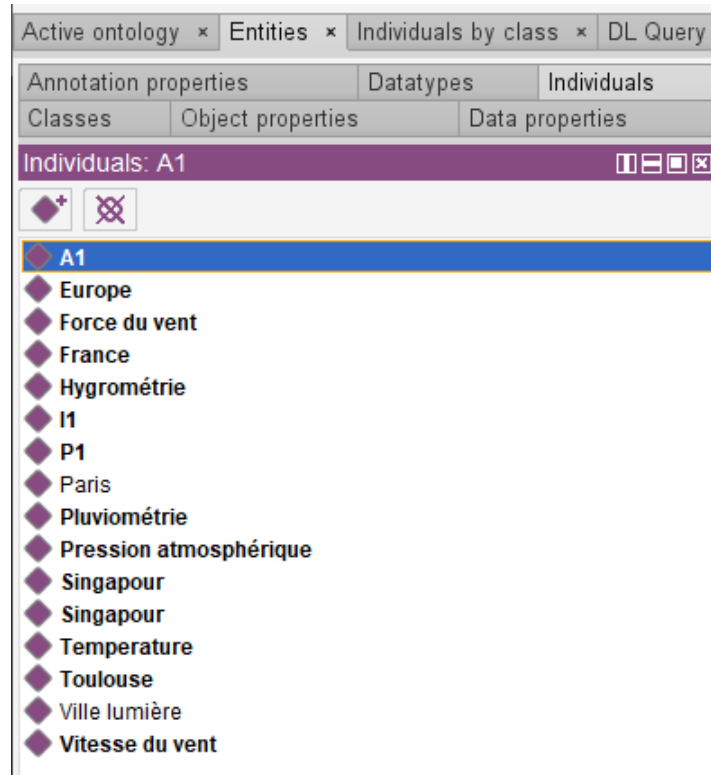 Active ontology × Entities × Individuals by class × DL Query
Annotation properties Datatypes Individuals
Classes Object properties Data properties
Individuals: A1
A1
Europe
Force du vent
France
Hygrométrie
I1
P1
Paris
Pluviométrie
Pression atmosphérique
Singapour
Singapour
Temperature
Toulouse
Ville lumière
Vitesse du vent